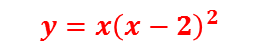 y = x(x − 2)²